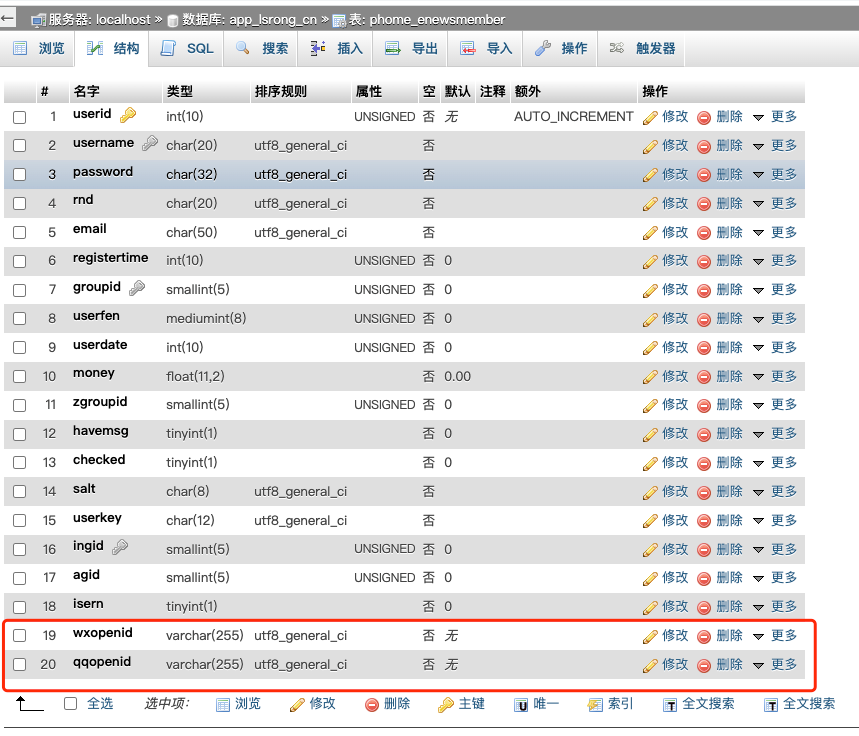 服务器: localhost » 数据库: app_lsrong_cn » 表: phome_enewsmember
浏览 结构 SQL 搜索 插入 导出 导入 操作 触发器
# 名字 类型 排序规则 属性 空 默认 注释 额外 操作
1 userid int(10) UNSIGNED 否 无 AUTO_INCREMENT 修改 删除 更多
2 username char(20) utf8_general_ci 否 修改 删除 更多
3 password char(32) utf8_general_ci 否 修改 删除 更多
4 rnd char(20) utf8_general_ci 否 修改 删除 更多
5 email char(50) utf8_general_ci 否 修改 删除 更多
6 registertime int(10) UNSIGNED 否 0 修改 删除 更多
7 groupid smallint(5) UNSIGNED 否 0 修改 删除 更多
8 userfen mediumint(8) UNSIGNED 否 0 修改 删除 更多
9 userdate int(10) UNSIGNED 否 0 修改 删除 更多
10 money float(11,2) 否 0.00 修改 删除 更多
11 zgroupid smallint(5) UNSIGNED 否 0 修改 删除 更多
12 havemsg tinyint(1) 否 0 修改 删除 更多
13 checked tinyint(1) 否 0 修改 删除 更多
14 salt char(8) utf8_general_ci 否 修改 删除 更多
15 userkey char(12) utf8_general_ci 否 修改 删除 更多
16 ingid smallint(5) UNSIGNED 否 0 修改 删除 更多
17 agid smallint(5) UNSIGNED 否 0 修改 删除 更多
18 isern tinyint(1) 否 0 修改 删除 更多
19 wxopenid varchar(255) utf8_general_ci 否 无 修改 删除 更多
20 qqopenid varchar(255) utf8_general_ci 否 无 修改 删除 更多
全选 选中项: 浏览 修改 删除 主键 唯一 索引 全文搜索 全文搜索